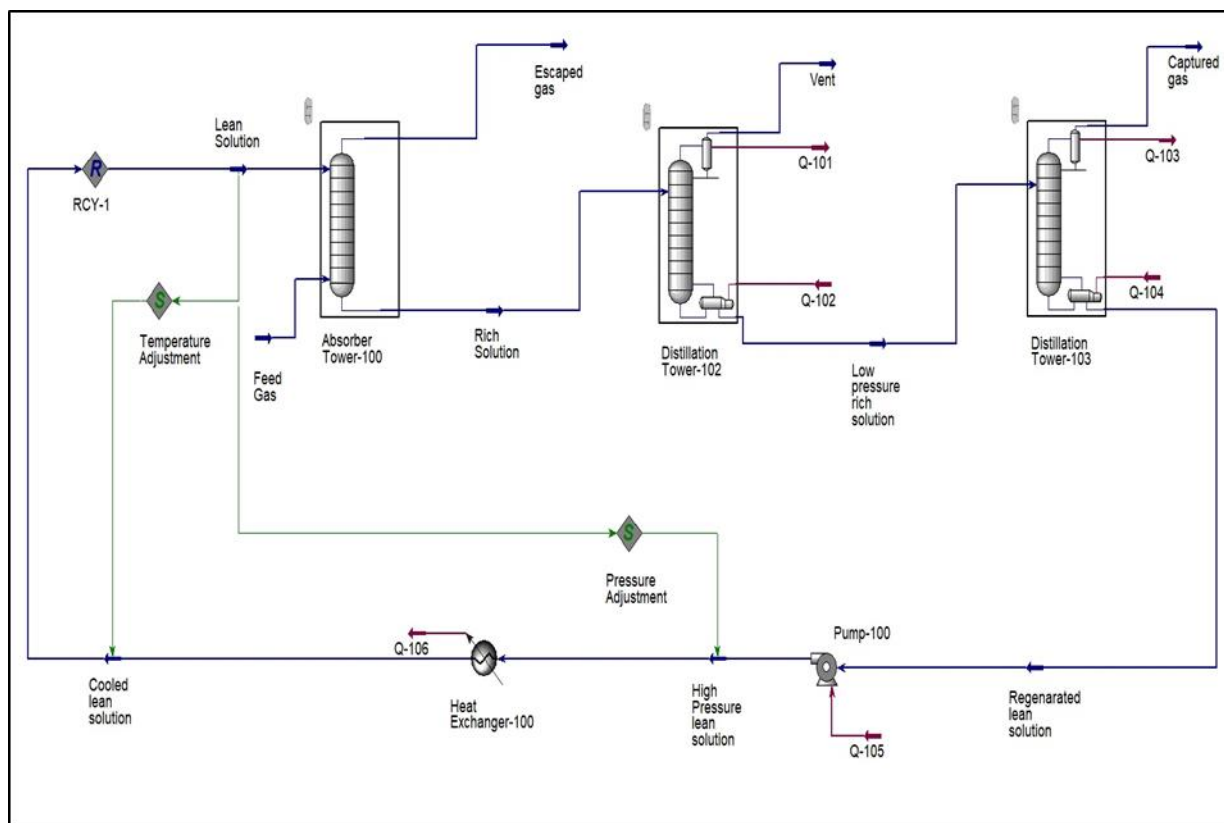 Escaped
gas
Vent
Captured
gas
Lean
Solution
Q-101
Q-103
R
RCY-1
S
Temperature
Adjustment
Feed
Gas
Absorber
Tower-100
Rich
Solution
Q-102
Distillation
Tower-102
Low
pressure
rich
solution
Q-104
Distillation
Tower-103
S
Pressure
Adjustment
Cooled
lean
solution
Q-106
Heat
Exchanger-100
High
Pressure
lean
solution
Pump-100
Q-105
Regenarated
lean
solution